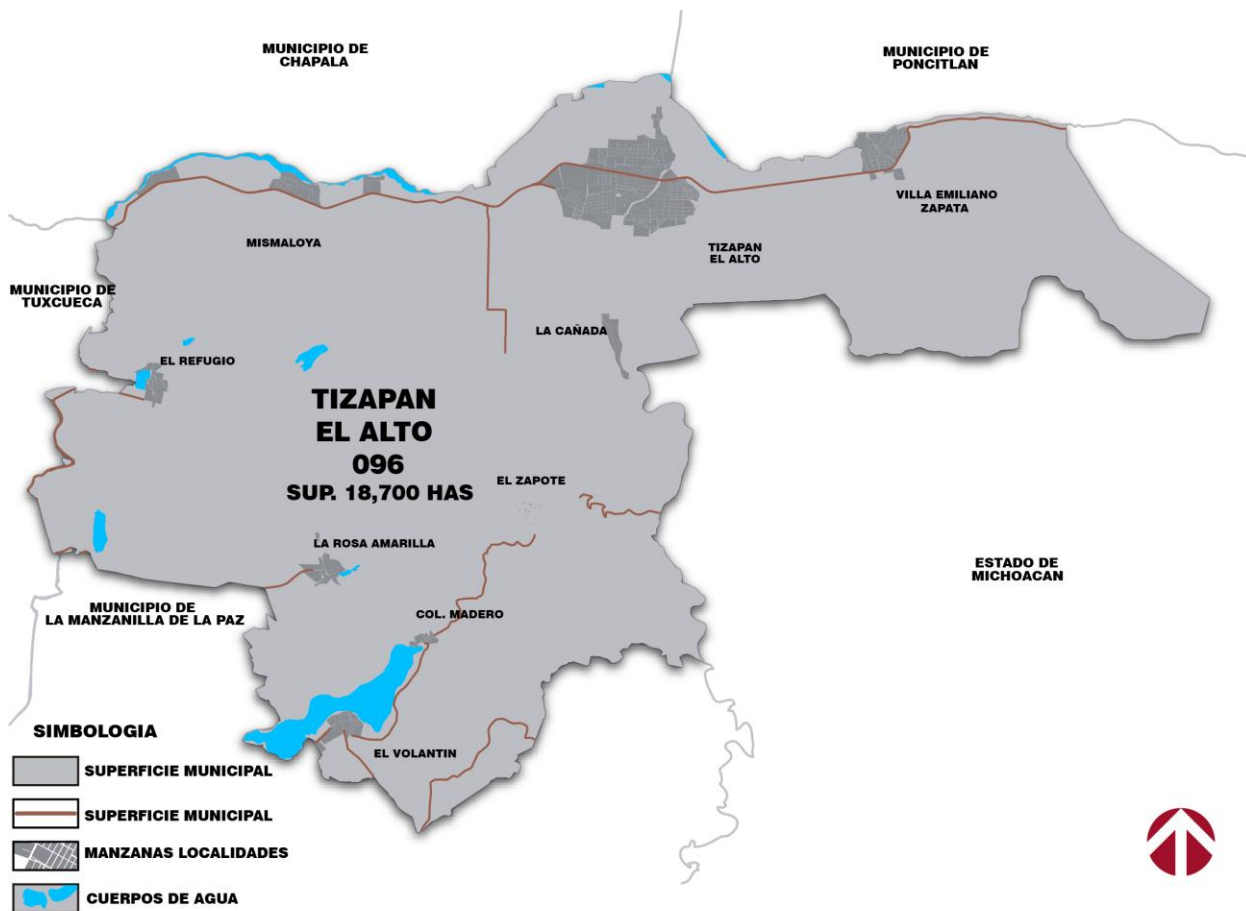 MUNICIPIO DE
CHAPALA
MUNICIPIO DE
PONCITLAN
VILLA EMILIANO
ZAPATA
MISMALOYA
TIZAPAN
EL ALTO
MUNICIPIO DE
TUXCUECA
LA CAÑADA
EL REFUGIO
TIZAPAN
EL ALTO
096
SUP. 18,700 HAS
EL ZAPOTE
LA ROSA AMARILLA
ESTADO DE
MICHOACAN
MUNICIPIO DE
LA MANZANILLA DE LA PAZ
COL. MADERO
EL VOLANTIN
SIMBOLOGIA
SUPERFICIE MUNICIPAL
SUPERFICIE MUNICIPAL
MANZANAS LOCALIDADES
CUERPOS DE AGUA